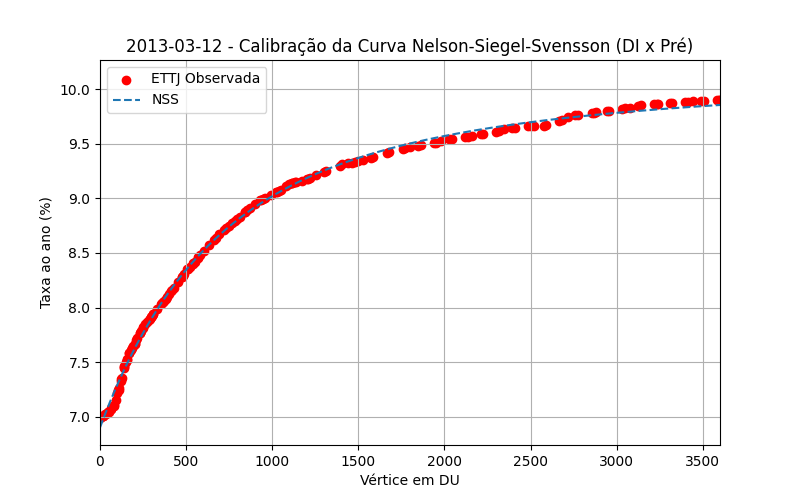 2013-03-12 - Calibração da Curva Nelson-Siegel-Svensson (DI x Pré)
ETTJ Observada
NSS
Taxa ao ano (%)
10.0
9.5
9.0
8.5
8.0
7.5
7.0
0 500 1000 1500 2000 2500 3000 3500
Vértice em DU